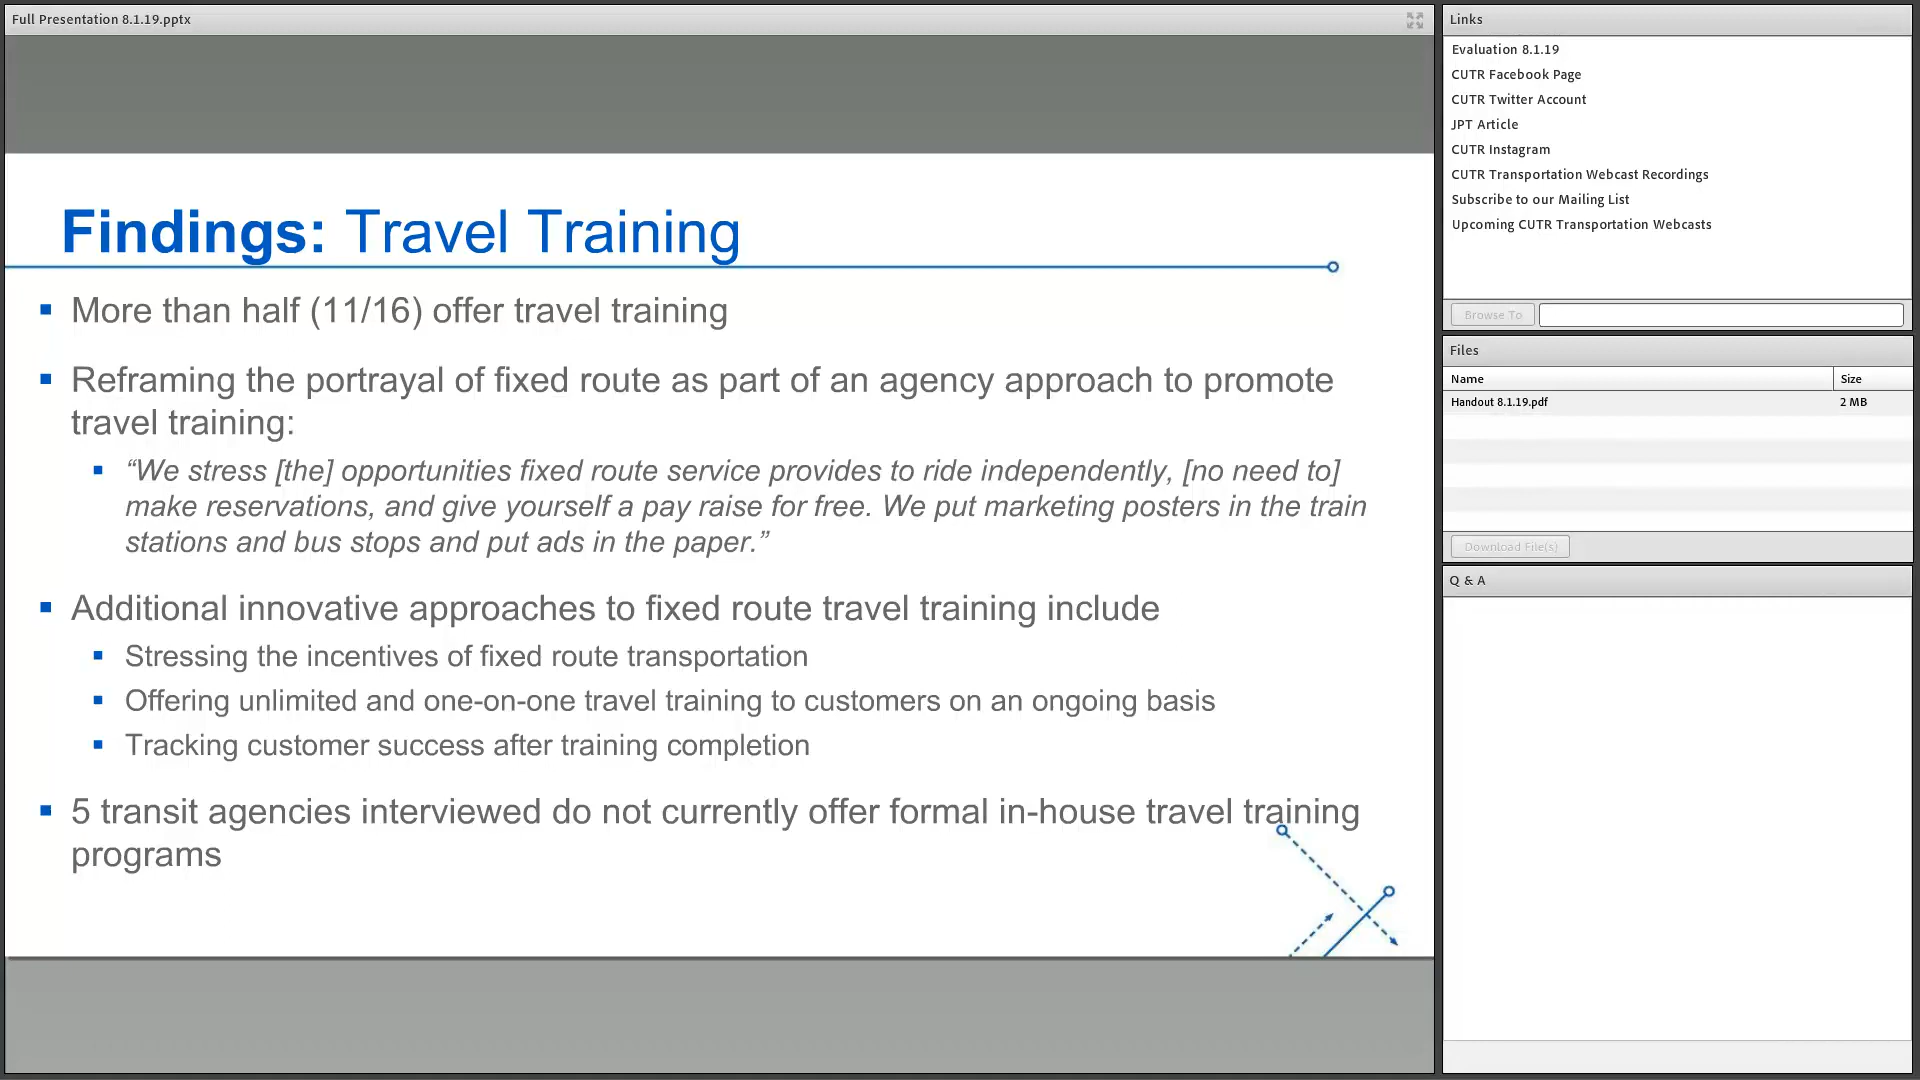 Full Presentation 8.1.19.pptx
Findings: Travel Training
▪ More than half (11/16) offer travel training
▪ Reframing the portrayal of fixed route as part of an agency approach to promote
travel training:
▪ “We stress [the] opportunities fixed route service provides to ride independently, [no need to]
make reservations, and give yourself a pay raise for free. We put marketing posters in the train
stations and bus stops and put ads in the paper.”
▪ Additional innovative approaches to fixed route travel training include
▪ Stressing the incentives of fixed route transportation
▪ Offering unlimited and one-on-one travel training to customers on an ongoing basis
▪ Tracking customer success after training completion
▪ 5 transit agencies interviewed do not currently offer formal in-house travel training
programs
Links
Evaluation 8.1.19
CUTR Facebook Page
CUTR Twitter Account
JPT Article
CUTR Instagram
CUTR Transportation Webcast Recordings
Subscribe to our Mailing List
Upcoming CUTR Transportation Webcasts
Browse To
Files
Name Size
Handout 8.1.19.pdf 2 MB
Download File(s)
Q & A